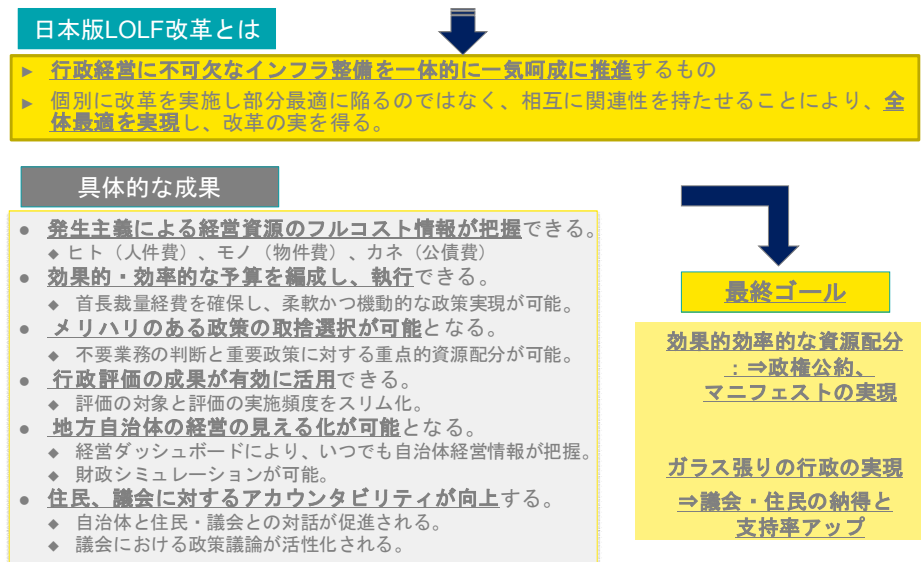 日本版LOLF改革とは
► 行政経営に不可欠なインフラ整備を一体的に一気呵成に推進するもの
► 個別に改革を実施し部分最適に陥るのではなく、相互に関連性を持たせることにより、全
体最適を実現し、改革の実を得る。
具体的な成果
● 発生主義による経営資源のフルコスト情報が把握できる。
◆ ヒト（人件費）、モノ（物件費）、カネ（公債費）
● 効果的・効率的な予算を編成し、執行できる。
◆ 首長裁量経費を確保し、柔軟かつ機動的な政策実現が可能。
● メリハリのある政策の取捨選択が可能となる。
◆ 不要業務の判断と重要政策に対する重点的資源配分が可能。
● 行政評価の成果が有効に活用できる。
◆ 評価の対象と評価の実施頻度をスリム化。
● 地方自治体の経営の見える化が可能となる。
◆ 経営ダッシュボードにより、いつでも自治体経営情報が把握。
◆ 財政シミュレーションが可能。
● 住民、議会に対するアカウンタビリティが向上する。
◆ 自治体と住民・議会との対話が促進される。
◆ 議会における政策議論が活性化される。
最終ゴール
効果的効率的な資源配分
：⇒政権公約、
マニフェストの実現
ガラス張りの行政の実現
⇒議会・住民の納得と
支持率アップ